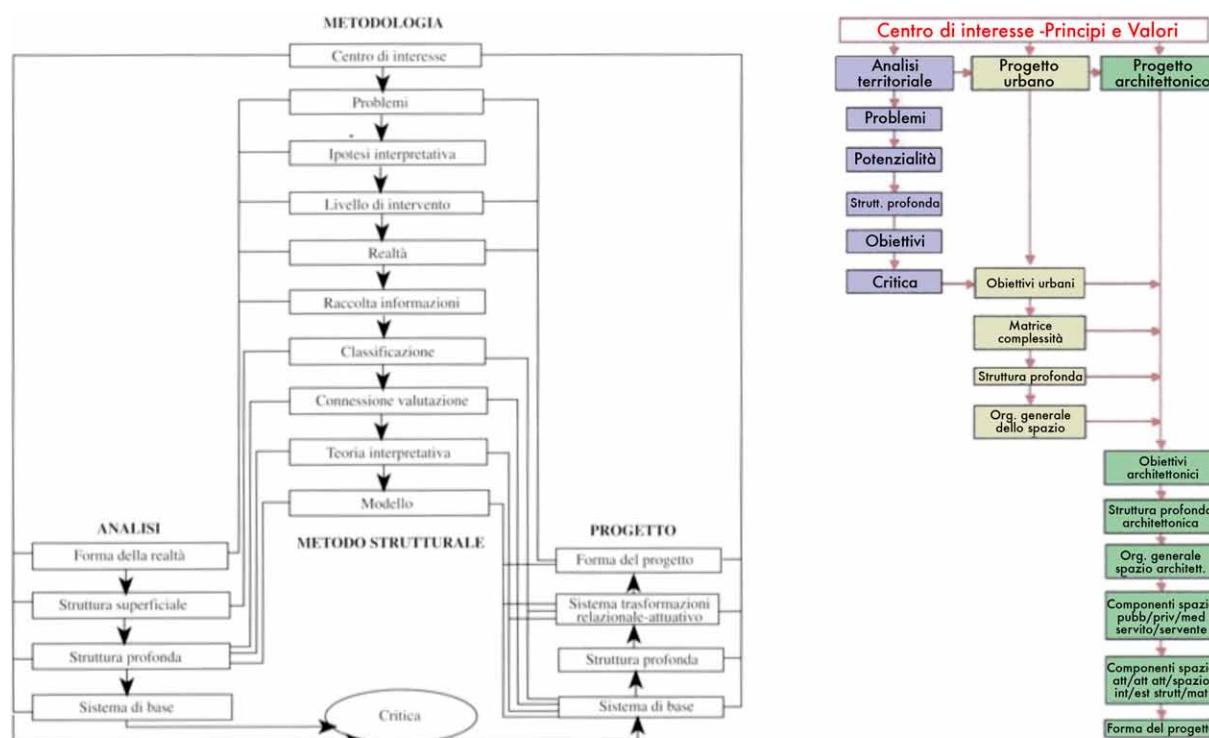 METODOLOGIA
Centro di interesse
Problemi
Ipotesi interpretativa
Livello di intervento
Realtà
Raccolta informazioni
Classificazione
Connessione valutazione
Teoria interpretativa
Modello
METODO STRUTTURALE
ANALISI
Forma della realtà
Struttura superficiale
Struttura profonda
Sistema di base
Critica
PROGETTO
Forma del progetto
Sistema trasformazioni
relazionale-attuativo
Struttura profonda
Sistema di base
Centro di interesse -Principi e Valori
Analisi
territoriale
Progetto
urbano
Progetto
architettonico
Problemi
Potenzialità
Strutt. profonda
Obiettivi
Critica
Obiettivi urbani
Matrice
complessità
Struttura profonda
Org. generale
dello spazio
Obiettivi
architettonici
Struttura profonda
architettonica
Org. generale
spazio architett.
Componenti spazio
pubb/priv/med
servito/servente
Componenti spazio
att/att att/spazio
int/est strutt/mat
Forma del progetto